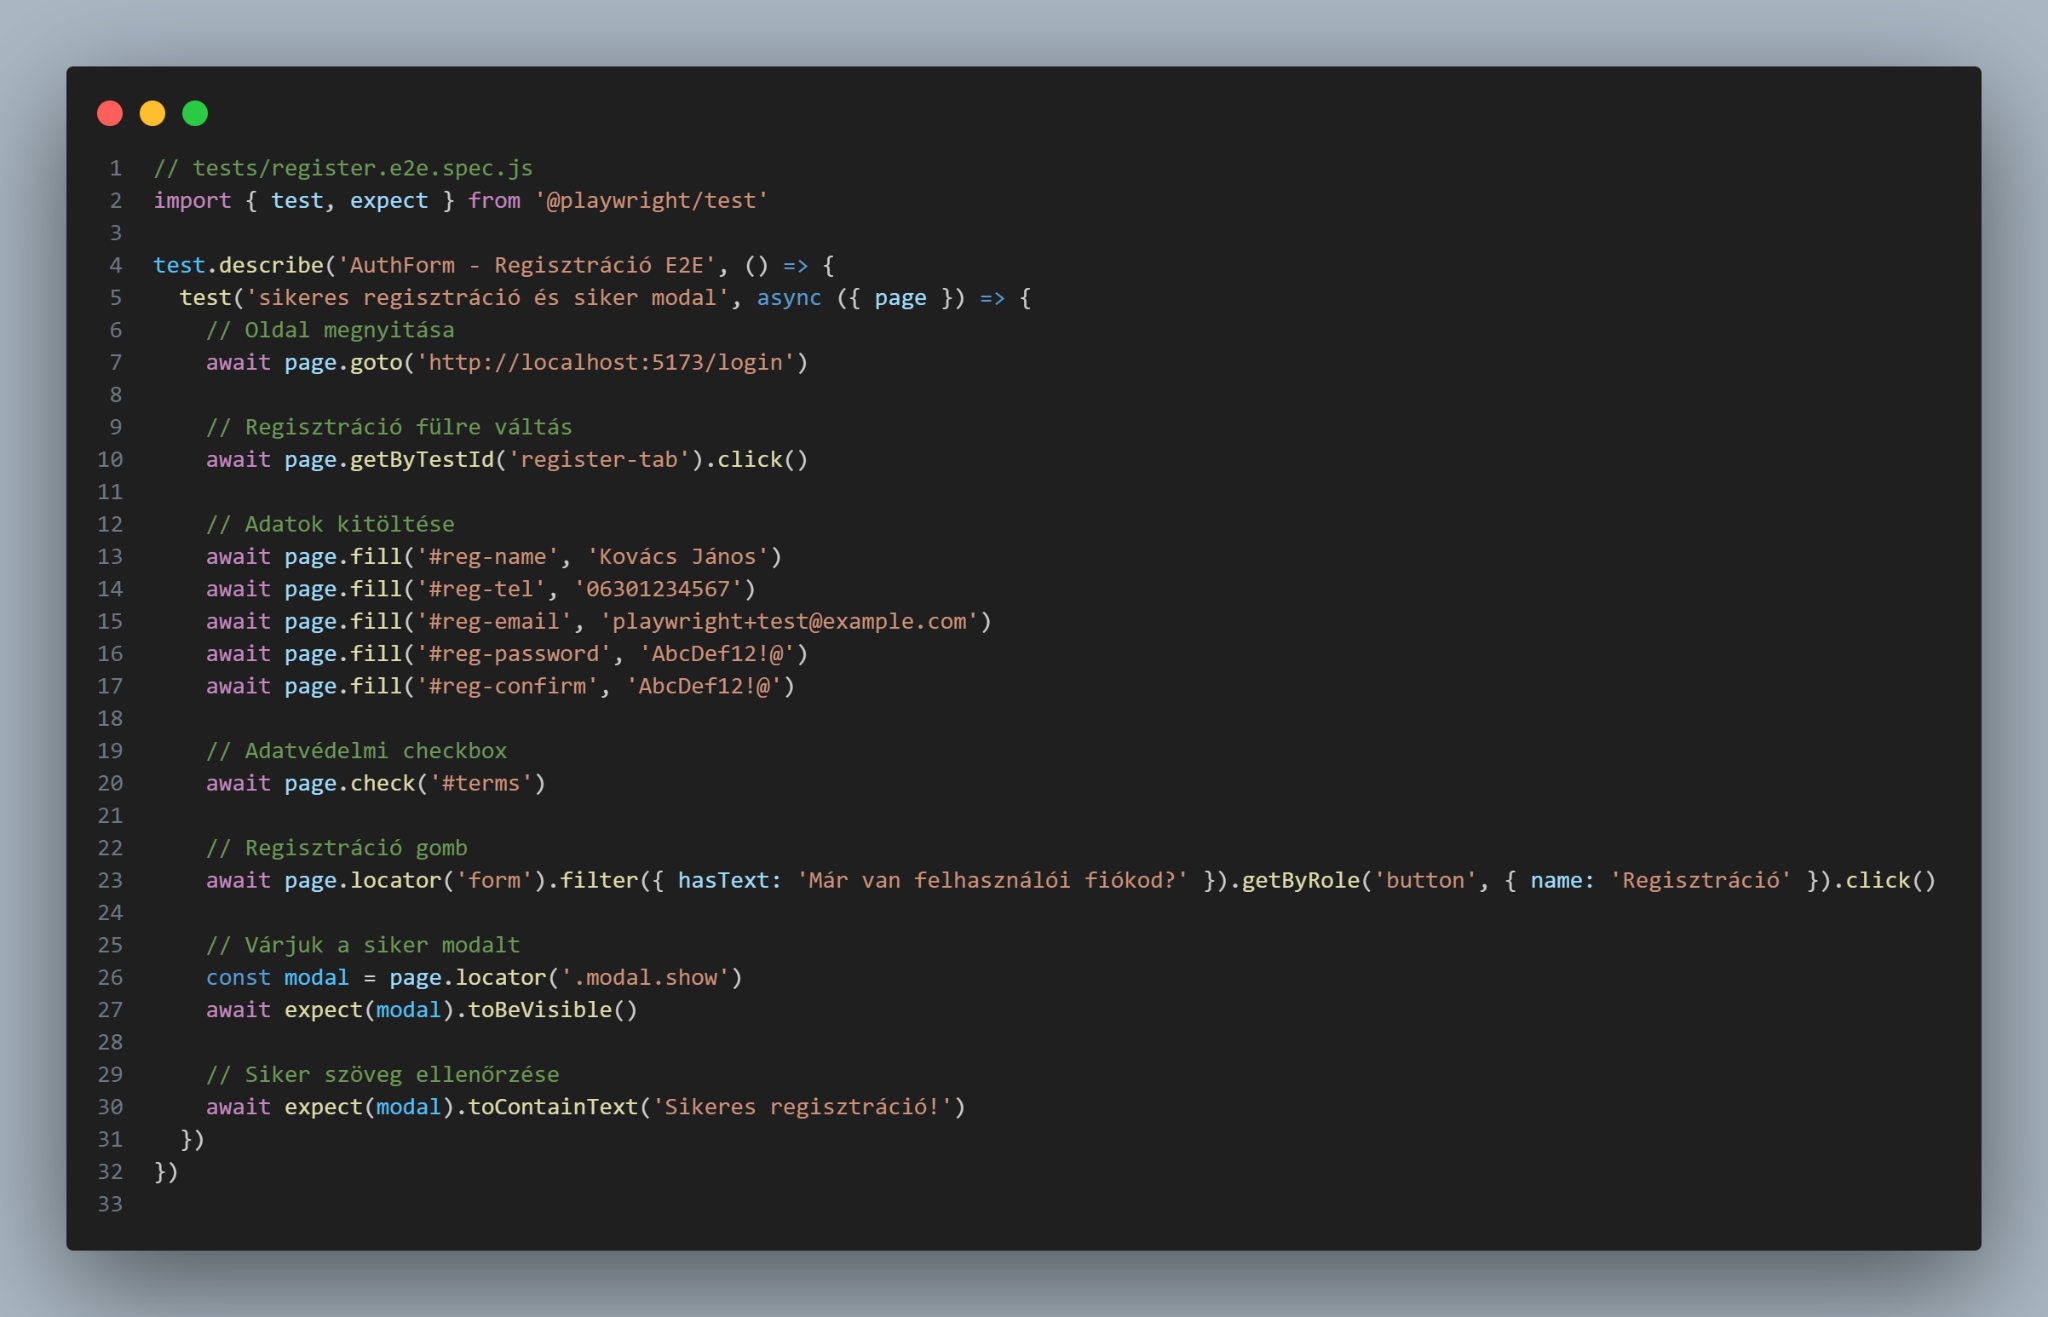 1 // tests/register.e2e.spec.js
2 import { test, expect } from '@playwright/test'
3
4 test.describe('AuthForm - Regisztráció E2E', () => {
5   test('sikeres regisztráció és siker modal', async ({ page }) => {
6     // Oldal megnyitása
7     await page.goto('http://localhost:5173/login')
8
9     // Regisztráció fülre váltás
10     await page.getByTestId('register-tab').click()
11
12     // Adatok kitöltése
13     await page.fill('#reg-name', 'Kovács János')
14     await page.fill('#reg-tel', '06301234567')
15     await page.fill('#reg-email', 'playwright+test@example.com')
16     await page.fill('#reg-password', 'AbcDef12!@')
17     await page.fill('#reg-confirm', 'AbcDef12!@')
18
19     // Adatvédelmi checkbox
20     await page.check('#terms')
21
22     // Regisztráció gomb
23     await page.locator('form').filter({ hasText: 'Már van felhasználói fiókod?' }).getByRole('button', { name: 'Regisztráció' }).click()
24
25     // Várjuk a siker modalt
26     const modal = page.locator('.modal.show')
27     await expect(modal).toBeVisible()
28
29     // Siker szöveg ellenőrzése
30     await expect(modal).toContainText('Sikeres regisztráció!')
31   })
32 })
33